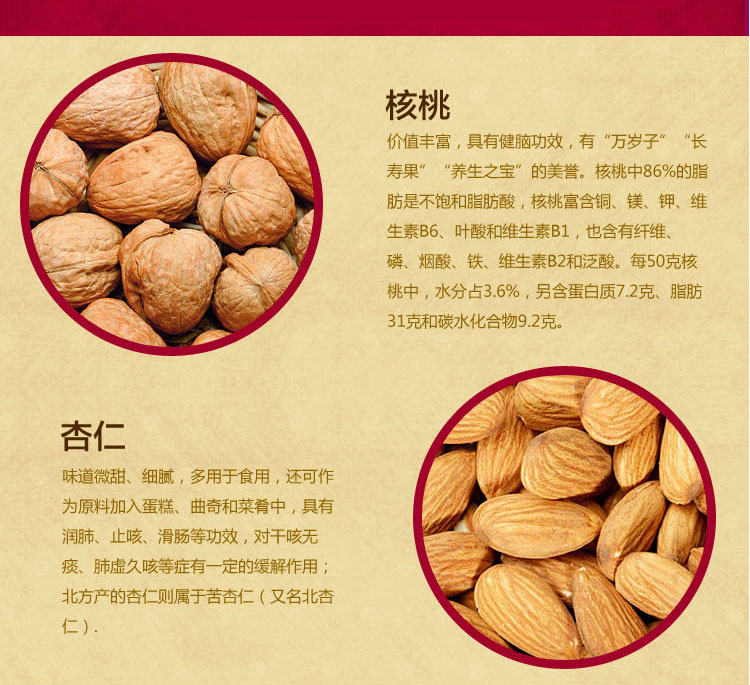 核桃
价值丰富，具有健脑功效，有“万岁子”“长
寿果”“养生之宝”的美誉。核桃中86%的脂
肪是不饱和脂肪酸，核桃富含铜、镁、钾、维
生素B6、叶酸和维生素B1，也含有纤维、
磷、烟酸、铁、维生素B2和泛酸。每50克核
桃中，水分占3.6%，另含蛋白质7.2克、脂肪
31克和碳水化合物9.2克。
杏仁
味道微甜、细腻，多用于食用，还可作
为原料加入蛋糕、曲奇和菜肴中，具有
润肺、止咳、滑肠等功效，对干咳无
痰、肺虚久咳等症有一定的缓解作用；
北方产的杏仁则属于苦杏仁（又名北杏
仁）.